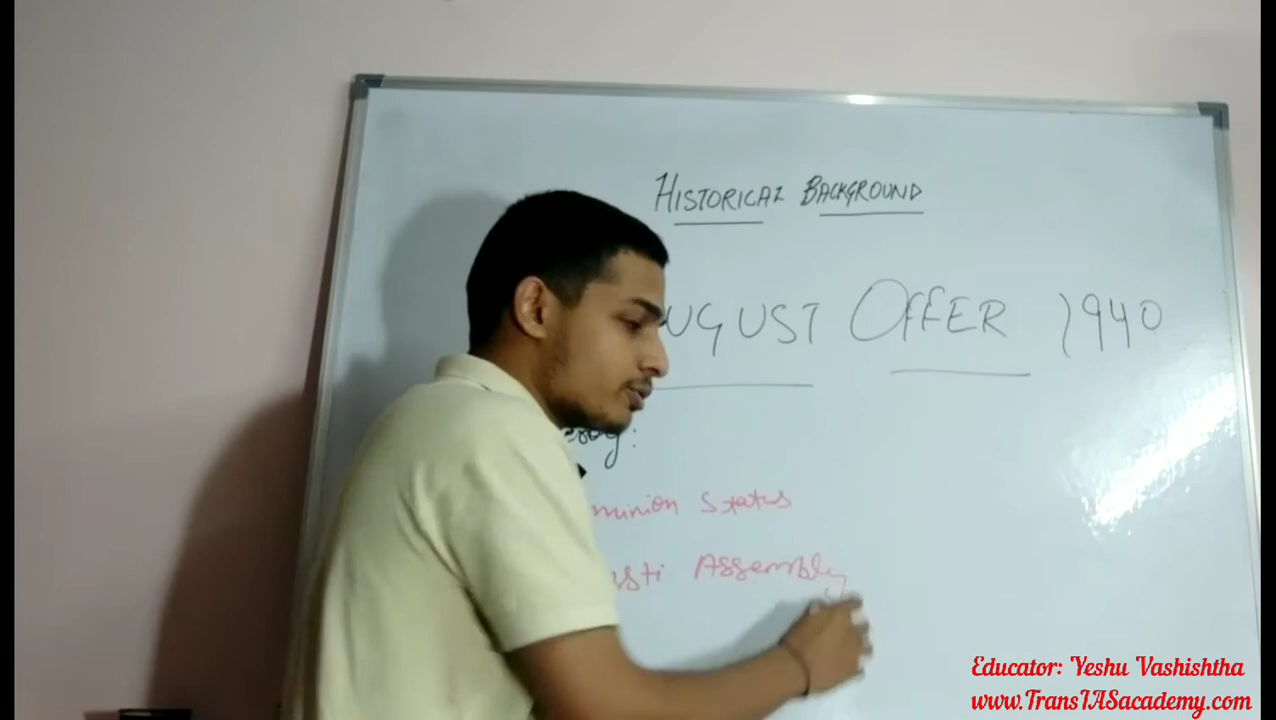 HISTORICAL BACKGROUND
UGUST OFFER 1940
minion Status
sti Assembly
Educator: Yeshu Vashishtha
www.TransIASacademy.com